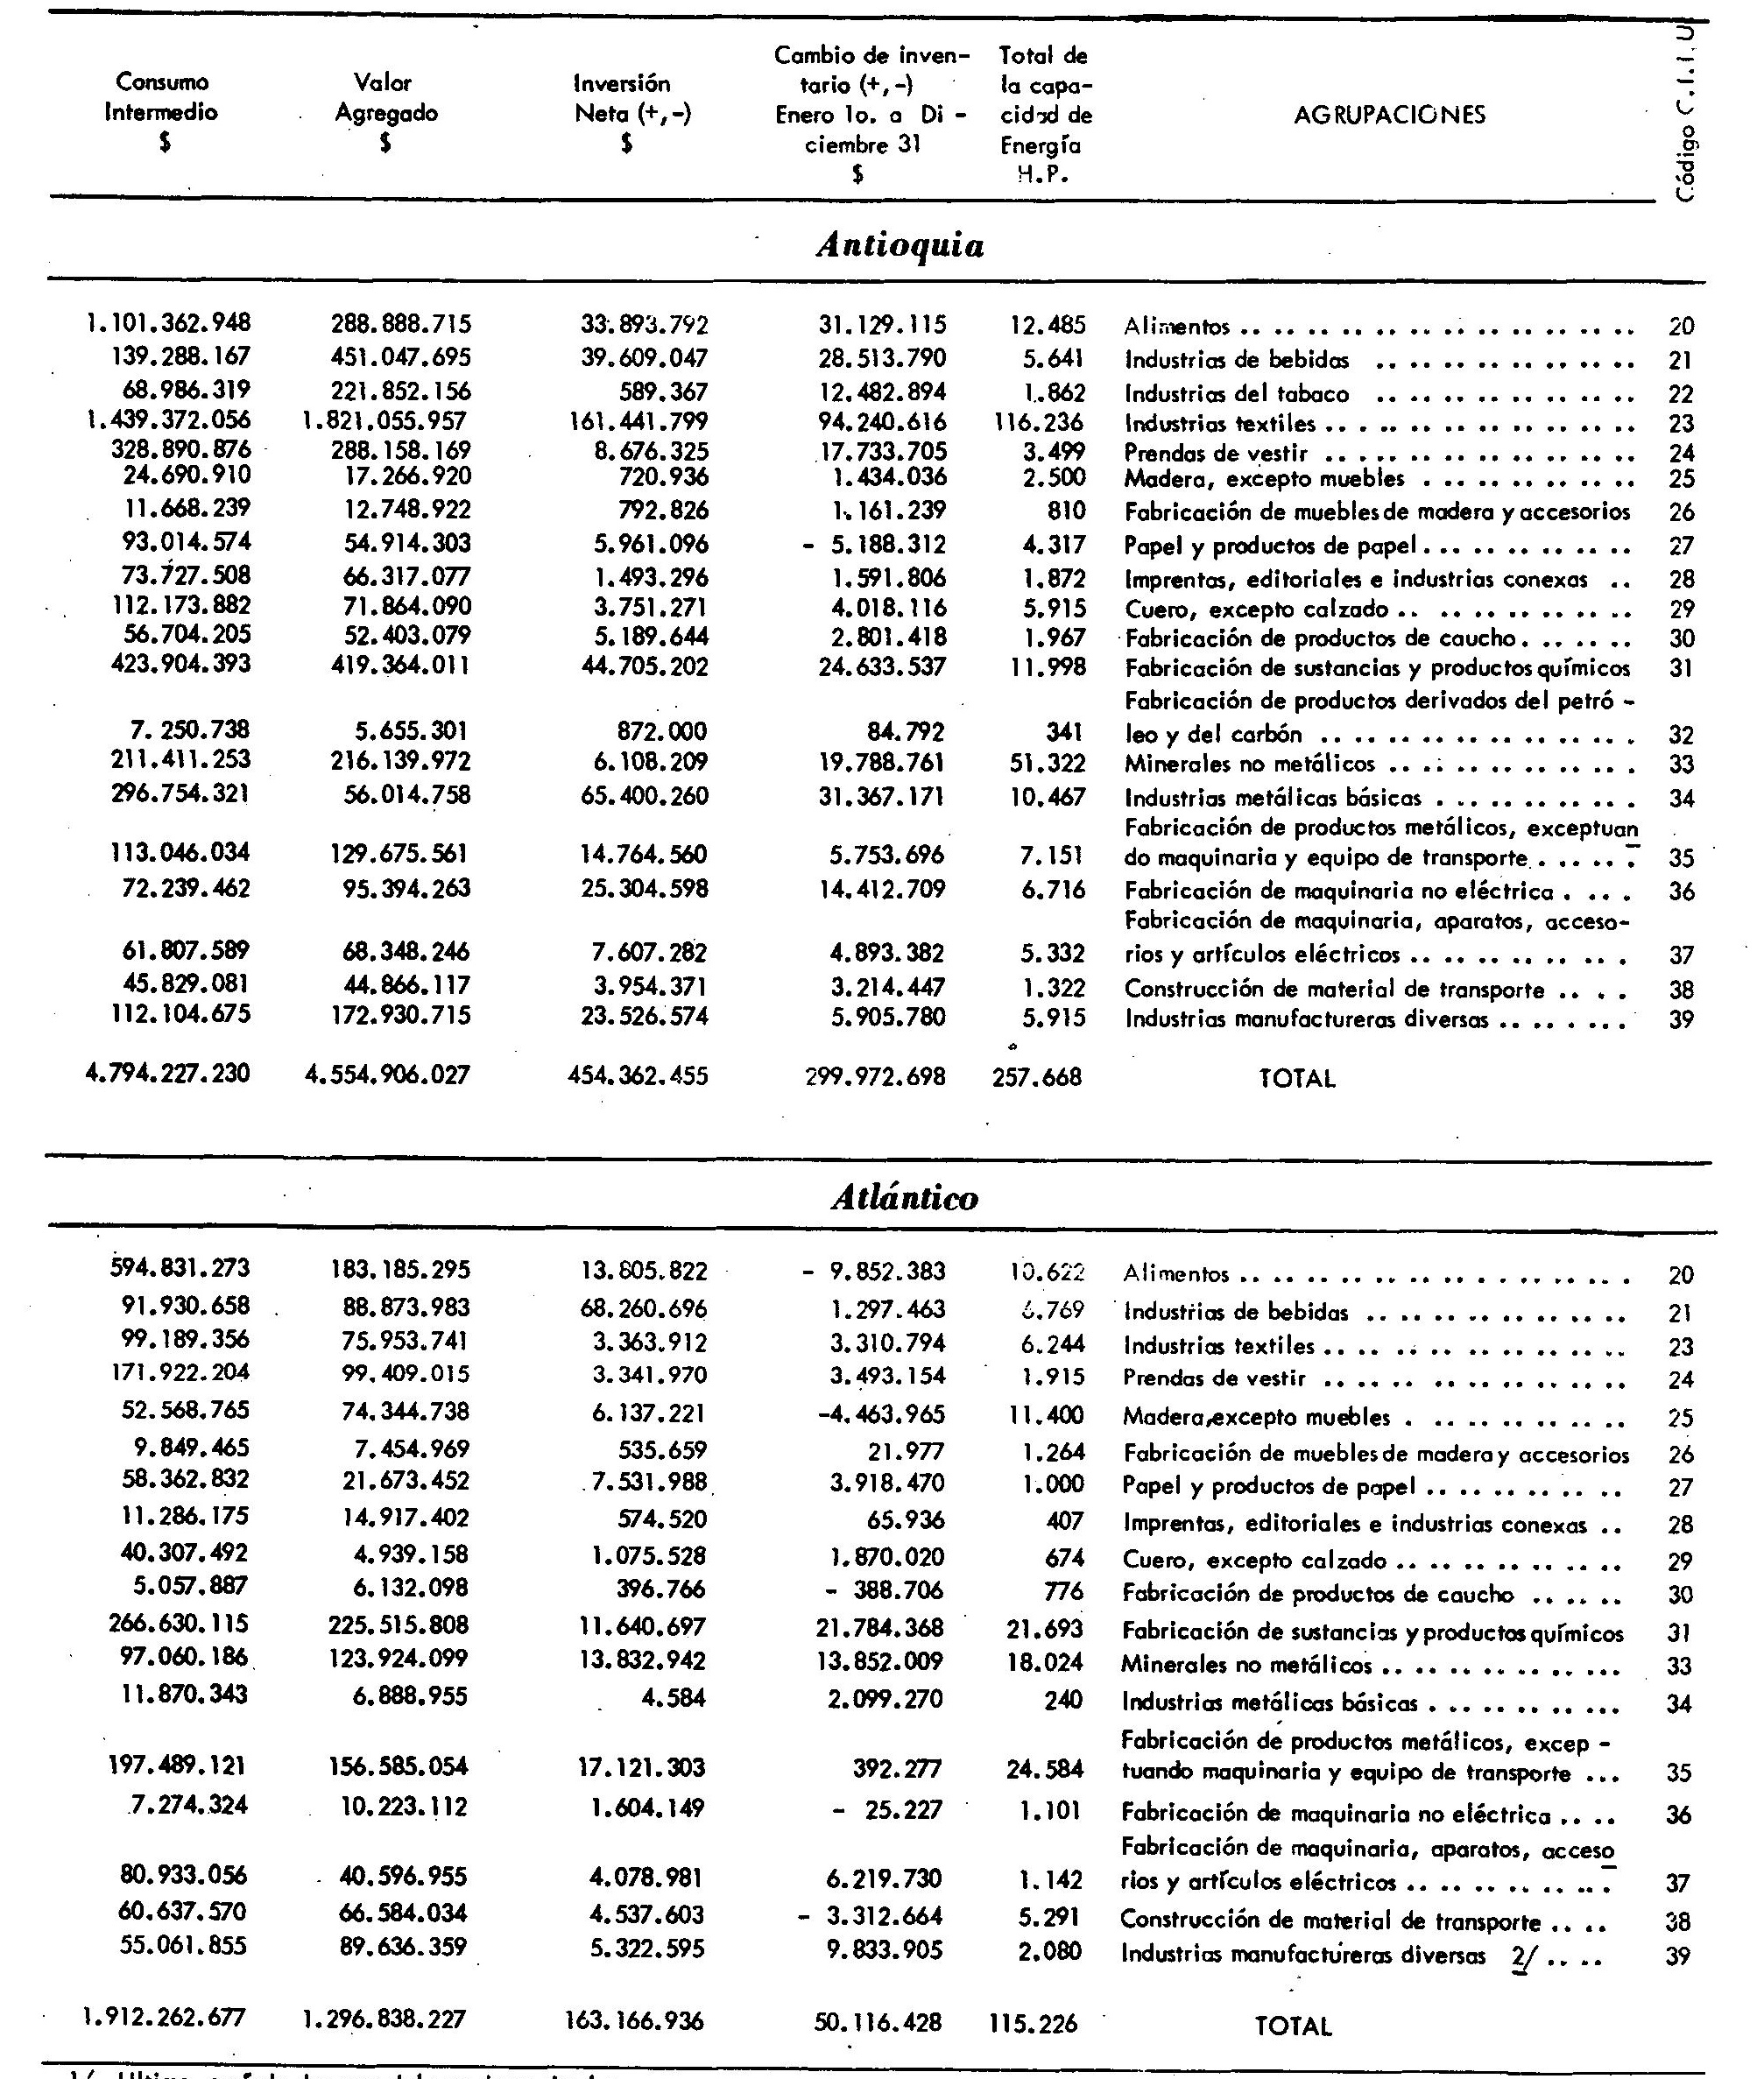 Consumo Intermedio $ Valor Agregado $ Inversión Neta (+,-) $ Cambio de inven- tario (+,-) Enero 1o. a Di - ciembre 31 $ Total de la capa- cidad de Energía H.P. AGRUPACIONES Código C.I.I.U
Antioquia
1.101.362.948 288.888.715 33.893.792 31.129.115 12.485 Alimentos 20
139.288.167 451.047.695 39.609.047 28.513.790 5.641 Industrias de bebidas 21
68.986.319 221.852.156 589.367 12.482.894 1.862 Industrias del tabaco 22
1.439.372.056 1.821.055.957 161.441.799 94.240.616 116.236 Industrias textiles 23
328.890.876 288.158.169 8.676.325 17.733.705 3.499 Prendas de vestir 24
24.690.910 17.266.920 720.936 1.434.036 2.500 Madera, excepto muebles 25
11.668.239 12.748.922 792.826 1.161.239 810 Fabricación de muebles de madera y accesorios 26
93.014.574 54.914.303 5.961.096 - 5.188.312 4.317 Papel y productos de papel 27
73.727.508 66.317.077 1.493.296 1.591.806 1.872 Imprentas, editoriales e industrias conexas 28
112.173.882 71.864.090 3.751.271 4.018.116 5.915 Cuero, excepto calzado 29
56.704.205 52.403.079 5.189.644 2.801.418 1.967 Fabricación de productos de caucho 30
423.904.393 419.364.011 44.705.202 24.633.537 11.998 Fabricación de sustancias y productos químicos 31
Fabricación de productos derivados del petró -
7.250.738 5.655.301 872.000 84.792 341 leo y del carbón 32
211.411.253 216.139.972 6.108.209 19.788.761 51.322 Minerales no metálicos 33
296.754.321 56.014.758 65.400.260 31.367.171 10.467 Industrias metálicas básicas 34
Fabricación de productos metálicos, exceptuan
113.046.034 129.675.561 14.764.560 5.753.696 7.151 do maquinaria y equipo de transporte 35
72.239.462 95.394.263 25.304.598 14.412.709 6.716 Fabricación de maquinaria no eléctrica 36
Fabricación de maquinaria, aparatos, acceso-
61.807.589 68.348.246 7.607.282 4.893.382 5.332 rios y artículos eléctricos 37
45.829.081 44.866.117 3.954.371 3.214.447 1.322 Construcción de material de transporte 38
112.104.675 172.930.715 23.526.574 5.905.780 5.915 Industrias manufactureras diversas 39
4.794.227.230 4.554.906.027 454.362.455 299.972.698 257.668 TOTAL
Atlántico
594.831.273 183.185.295 13.805.822 - 9.852.383 10.622 Alimentos 20
91.930.658 88.873.983 68.260.696 1.297.463 6.769 Industrias de bebidas 21
99.189.356 75.953.741 3.363.912 3.310.794 6.244 Industrias textiles 23
171.922.204 99.409.015 3.341.970 3.493.154 1.915 Prendas de vestir 24
52.568.765 74.344.738 6.137.221 -4.463.965 11.400 Madera,excepto muebles 25
9.849.465 7.454.969 535.659 21.977 1.264 Fabricación de muebles de madera y accesorios 26
58.362.832 21.673.452 7.531.988 3.918.470 1.000 Papel y productos de papel 27
11.286.175 14.917.402 574.520 65.936 407 Imprentas, editoriales e industrias conexas 28
40.307.492 4.939.158 1.075.528 1.870.020 674 Cuero, excepto calzado 29
5.057.887 6.132.098 396.766 - 388.706 776 Fabricación de productos de caucho 30
266.630.115 225.515.808 11.640.697 21.784.368 21.693 Fabricación de sustancias y productos químicos 31
97.060.186 123.924.099 13.832.942 13.852.009 18.024 Minerales no metálicos 33
11.870.343 6.888.955 4.584 2.099.270 240 Industrias metálicas básicas 34
Fabricación de productos metálicos, excep -
197.489.121 156.585.054 17.121.303 392.277 24.584 tuando maquinaria y equipo de transporte 35
7.274.324 10.223.112 1.604.149 - 25.227 1.101 Fabricación de maquinaria no eléctrica 36
Fabricación de maquinaria, aparatos, acceso
80.933.056 40.596.955 4.078.981 6.219.730 1.142 rios y artículos eléctricos 37
60.637.570 66.584.034 4.537.603 - 3.312.664 5.291 Construcción de material de transporte 38
55.061.855 89.636.359 5.322.595 9.833.905 2.080 Industrias manufactureras diversas 2/ 39
1.912.262.677 1.296.838.227 163.166.936 50.116.428 115.226 TOTAL